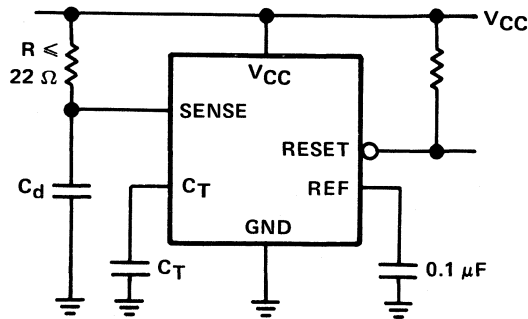 VCC
R ≤
22 Ω
VCC
SENSE
RESET
Cd
CT
REF
GND
CT
0.1 μF